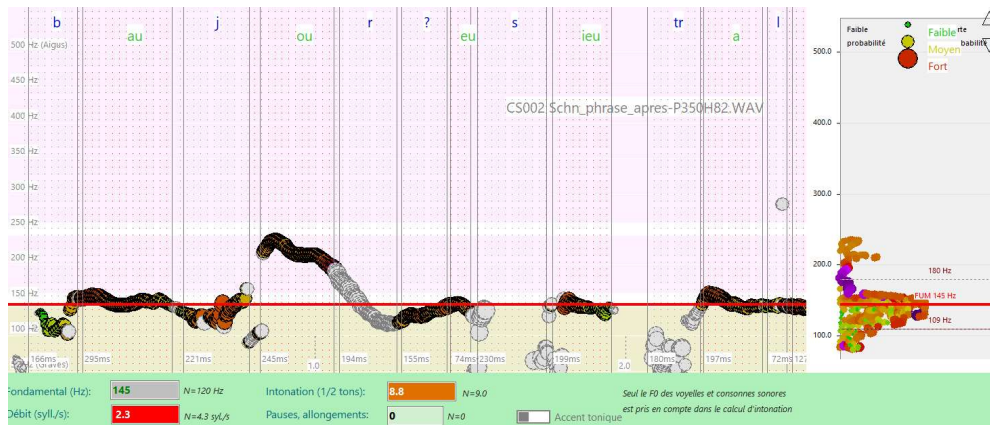 b j r ? s tr l
au ou eu ieu a
500 Hz (Aigus)
450 Hz
400 Hz
350 Hz
300 Hz
250 Hz
200 Hz
150 Hz
100 Hz
(Graves)
CS002 Schn_phrase_apres-P350H82.WAV
166ms 295ms 221ms 245ms 1.0 194ms 155ms 74ms 230ms 199ms 2.0 180ms 197ms 72ms 127
Faible probabilité
Faible
Moyen
Fort
rte
babilité
500.0
400.0
300.0
200.0
100.0
180 Hz
FUM 145 Hz
109 Hz
ondamental (Hz): 145 N=120 Hz Intonation (1/2 tons): 8.8 N=9.0
Débit (syll./s): 2.3 N=4.3 syl./s Pauses, allongements: 0 N=0 Accent tonique
Seul le F0 des voyelles et consonnes sonores
est pris en compte dans le calcul d'intonation